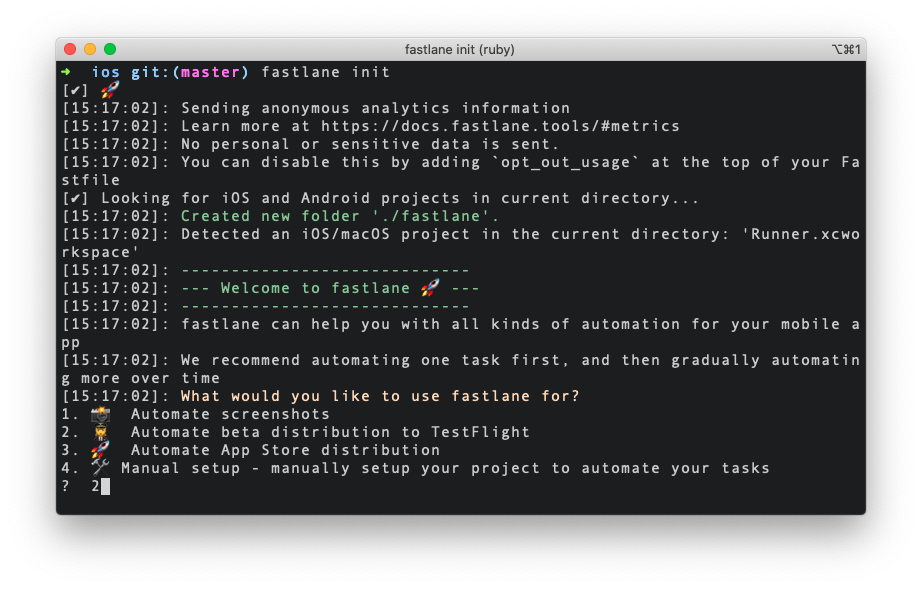 fastlane init (ruby)
⌥⌘1
➜  ios git:(master) fastlane init
[✔] 🚀
[15:17:02]: Sending anonymous analytics information
[15:17:02]: Learn more at https://docs.fastlane.tools/#metrics
[15:17:02]: No personal or sensitive data is sent.
[15:17:02]: You can disable this by adding `opt_out_usage` at the top of your Fa
stfile
[✔] Looking for iOS and Android projects in current directory...
[15:17:02]: Created new folder './fastlane'.
[15:17:02]: Detected an iOS/macOS project in the current directory: 'Runner.xcwo
rkspace'
[15:17:02]: -----------------------------
[15:17:02]: --- Welcome to fastlane 🚀 ---
[15:17:02]: -----------------------------
[15:17:02]: fastlane can help you with all kinds of automation for your mobile a
pp
[15:17:02]: We recommend automating one task first, and then gradually automatin
g more over time
[15:17:02]: What would you like to use fastlane for?
1. 📸  Automate screenshots
2. 👩‍✈️  Automate beta distribution to TestFlight
3. 🚀  Automate App Store distribution
4. 🛠  Manual setup - manually setup your project to automate your tasks
?  2